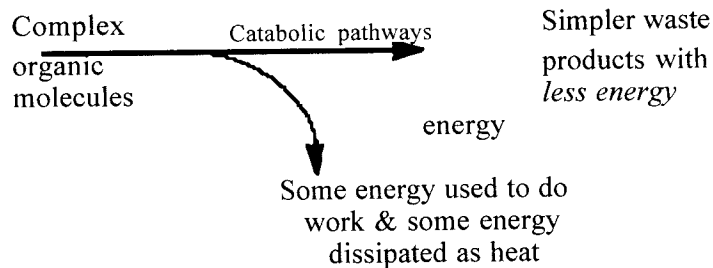 Complex
organic
molecules
Catabolic pathways
Simpler waste
products with
less energy
energy
Some energy used to do
work & some energy
dissipated as heat